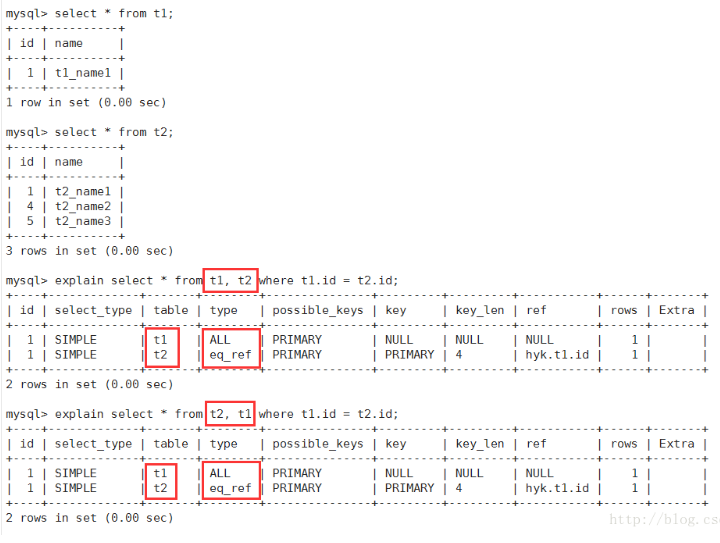 mysql> select * from t1;
+----+----------+
| id | name     |
+----+----------+
|  1 | t1_name1 |
+----+----------+
1 row in set (0.00 sec)

mysql> select * from t2;
+----+----------+
| id | name     |
+----+----------+
|  1 | t2_name1 |
|  4 | t2_name2 |
|  5 | t2_name3 |
+----+----------+
3 rows in set (0.00 sec)

mysql> explain select * from t1, t2 where t1.id = t2.id;
+----+-------------+-------+--------+---------------+---------+---------+-----------+------+-------+
| id | select_type | table | type   | possible_keys | key     | key_len | ref       | rows | Extra |
+----+-------------+-------+--------+---------------+---------+---------+-----------+------+-------+
|  1 | SIMPLE      | t1    | ALL    | PRIMARY       | NULL    | NULL    | NULL      |    1 |       |
|  1 | SIMPLE      | t2    | eq_ref | PRIMARY       | PRIMARY | 4       | hyk.t1.id |    1 |       |
+----+-------------+-------+--------+---------------+---------+---------+-----------+------+-------+
2 rows in set (0.00 sec)

mysql> explain select * from t2, t1 where t1.id = t2.id;
+----+-------------+-------+--------+---------------+---------+---------+-----------+------+-------+
| id | select_type | table | type   | possible_keys | key     | key_len | ref       | rows | Extra |
+----+-------------+-------+--------+---------------+---------+---------+-----------+------+-------+
|  1 | SIMPLE      | t1    | ALL    | PRIMARY       | NULL    | NULL    | NULL      |    1 |       |
|  1 | SIMPLE      | t2    | eq_ref | PRIMARY       | PRIMARY | 4       | hyk.t1.id |    1 |       |
+----+-------------+-------+--------+---------------+---------+---------+-----------+------+-------+
2 rows in set (0.00 sec)
http://blog.cs